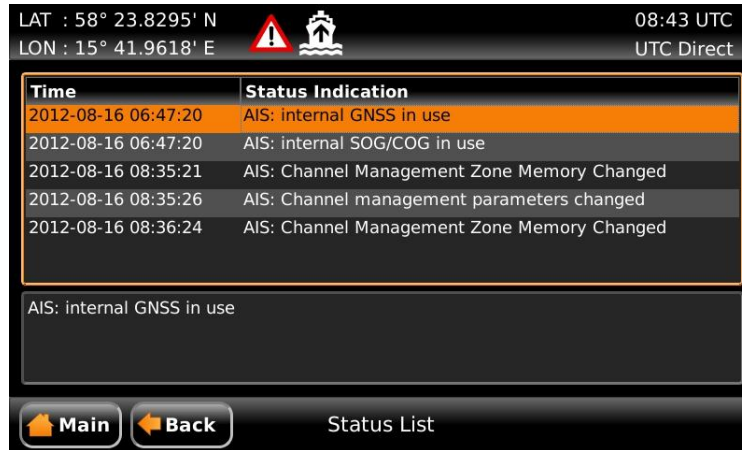 LAT : 58° 23.8295' N
08:43 UTC
LON : 15° 41.9618' E
UTC Direct
Time Status Indication
2012-08-16 06:47:20 AIS: internal GNSS in use
2012-08-16 06:47:20 AIS: internal SOG/COG in use
2012-08-16 08:35:21 AIS: Channel Management Zone Memory Changed
2012-08-16 08:35:26 AIS: Channel management parameters changed
2012-08-16 08:36:24 AIS: Channel Management Zone Memory Changed
AIS: internal GNSS in use
Main Back Status List